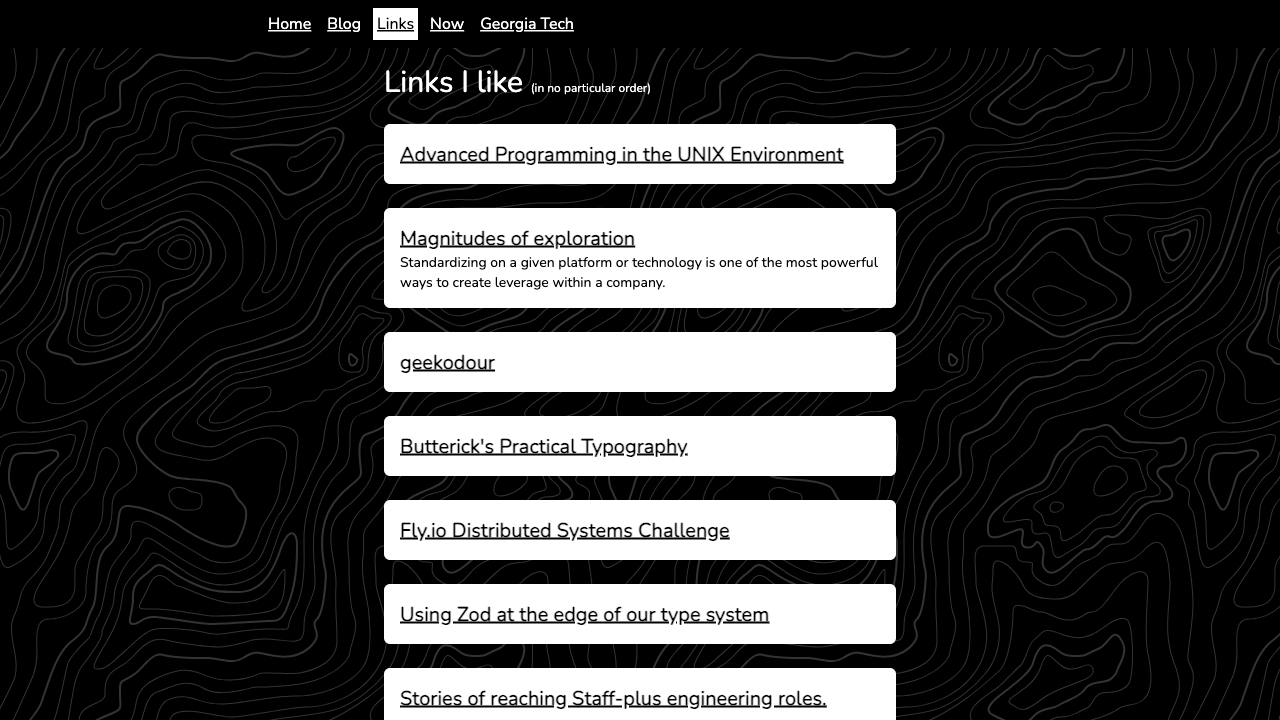 Home Blog Links Now Georgia Tech
Links I like (in no particular order)
Advanced Programming in the UNIX Environment
Magnitudes of exploration
Standardizing on a given platform or technology is one of the most powerful
ways to create leverage within a company.
geekodour
Butterick's Practical Typography
Fly.io Distributed Systems Challenge
Using Zod at the edge of our type system
Stories of reaching Staff-plus engineering roles.